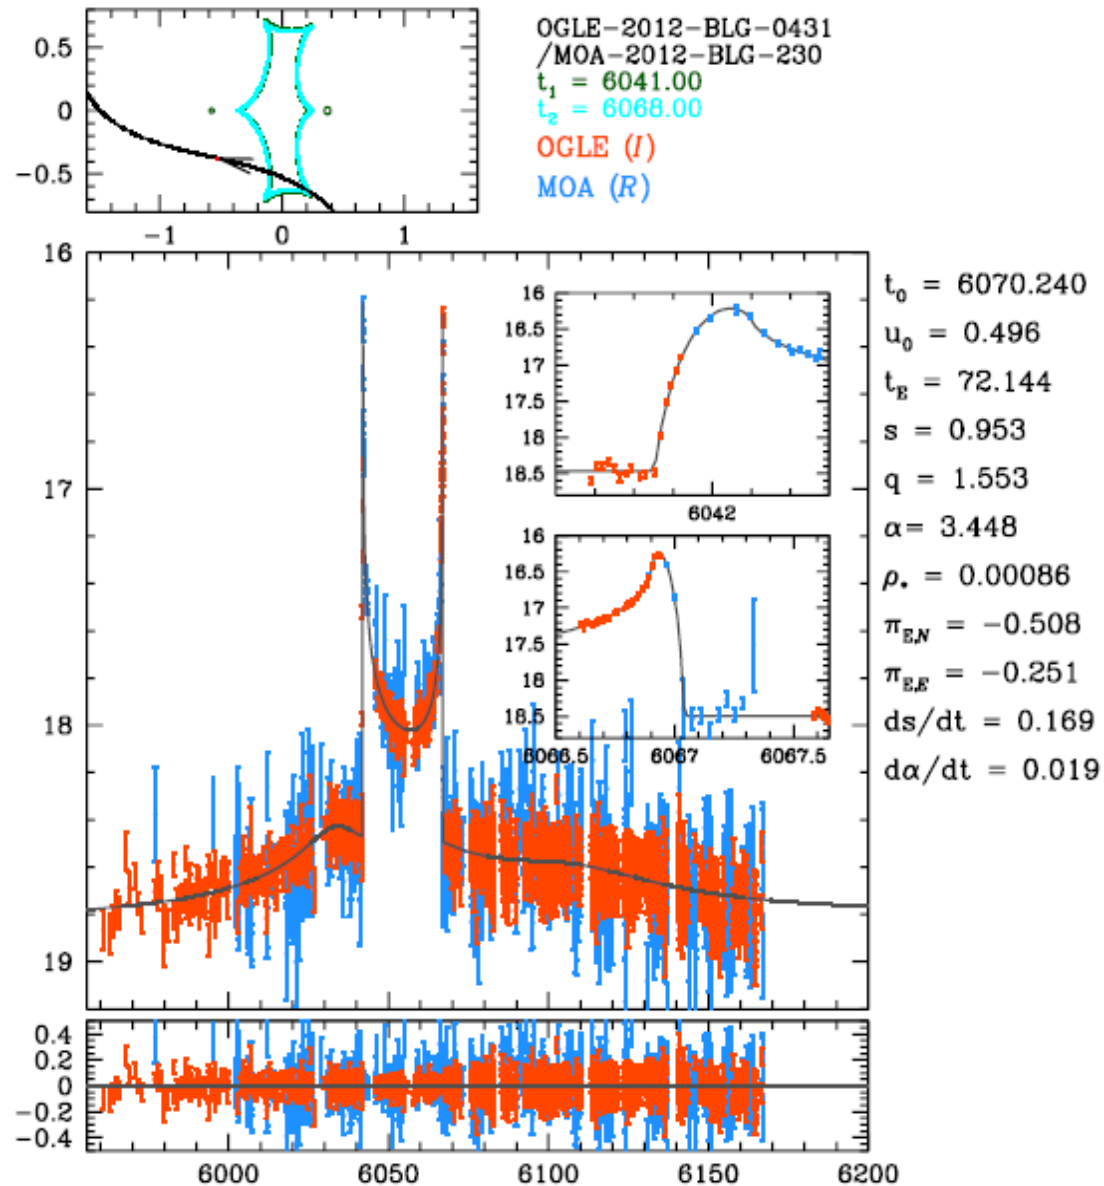 OGLE-2012-BLG-0431
/MOA-2012-BLG-230
t₁ = 6041.00
t₂ = 6068.00
OGLE (I)
MOA (R)
0.5
0
−0.5
−1 0 1
16
17
18
19
t₀ = 6070.240
u₀ = 0.496
t_E = 72.144
s = 0.953
q = 1.553
α= 3.448
ρ* = 0.00086
π_E,N = −0.508
π_E,E = −0.251
ds/dt = 0.169
dα/dt = 0.019
16
16.5
17
17.5
18
18.5
6042
16
16.5
17
17.5
18
18.5
6066.5 6067 6067.5
0.4
0.2
0
−0.2
−0.4
6000 6050 6100 6150 6200